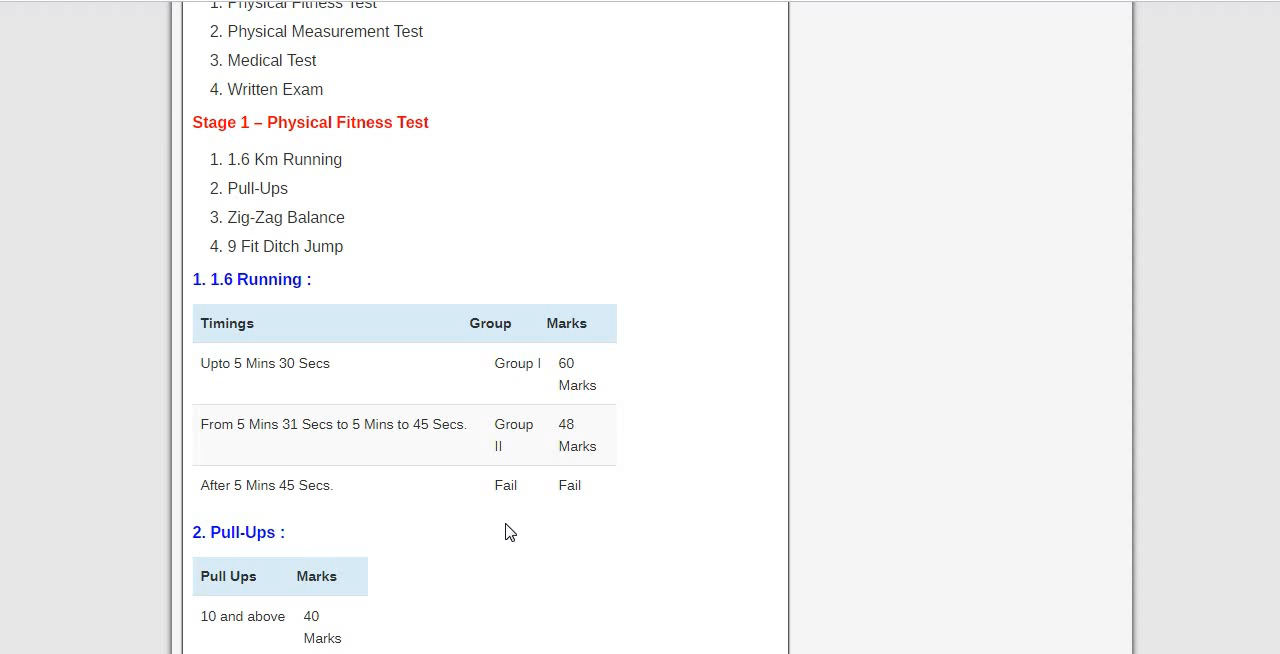 1. Physical Fitness Test
2. Physical Measurement Test
3. Medical Test
4. Written Exam
Stage 1 – Physical Fitness Test
1. 1.6 Km Running
2. Pull-Ups
3. Zig-Zag Balance
4. 9 Fit Ditch Jump
1. 1.6 Running :
Timings Group Marks
Upto 5 Mins 30 Secs Group I 60
Marks
From 5 Mins 31 Secs to 5 Mins to 45 Secs. Group 48
II Marks
After 5 Mins 45 Secs. Fail Fail
2. Pull-Ups :
Pull Ups Marks
10 and above 40
Marks